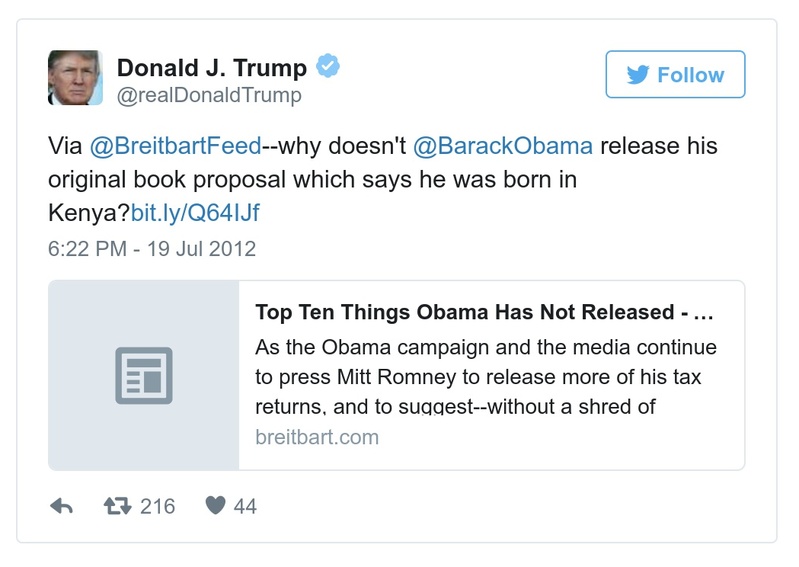 Donald J. Trump
@realDonaldTrump
Follow
Via @BreitbartFeed--why doesn't @BarackObama release his
original book proposal which says he was born in
Kenya?bit.ly/Q64IJf
6:22 PM - 19 Jul 2012
Top Ten Things Obama Has Not Released - ...
As the Obama campaign and the media continue
to press Mitt Romney to release more of his tax
returns, and to suggest--without a shred of
breitbart.com
216
44